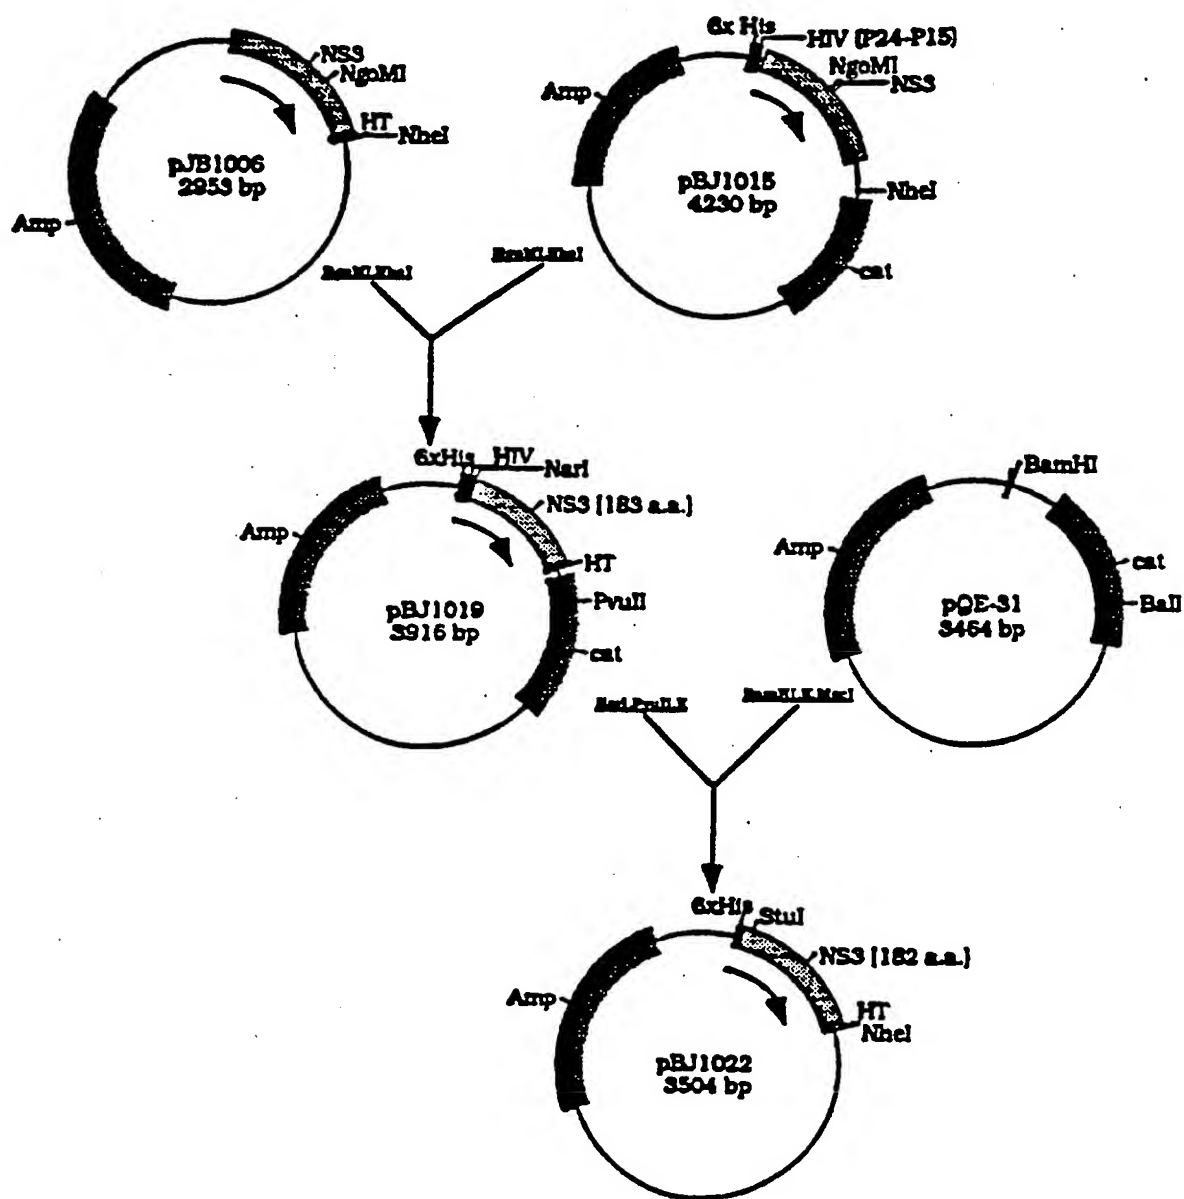 NS3
NgoMI
HT
NheI
pJB1006
2953 bp
Amp
6x His
HIV (P24-P15)
NgoMI
NS3
Amp
pBJ1015
4230 bp
NheI
cat
6xHis
HIV
NarI
NS3 [183 a.a.]
Amp
HT
pBJ1019
3916 bp
PvuII
cat
BamHI
Amp
cat
pQE-31
3464 bp
BalI
6xHis
StuI
NS3 [182 a.a.]
Amp
HT
NheI
pBJ1022
3504 bp